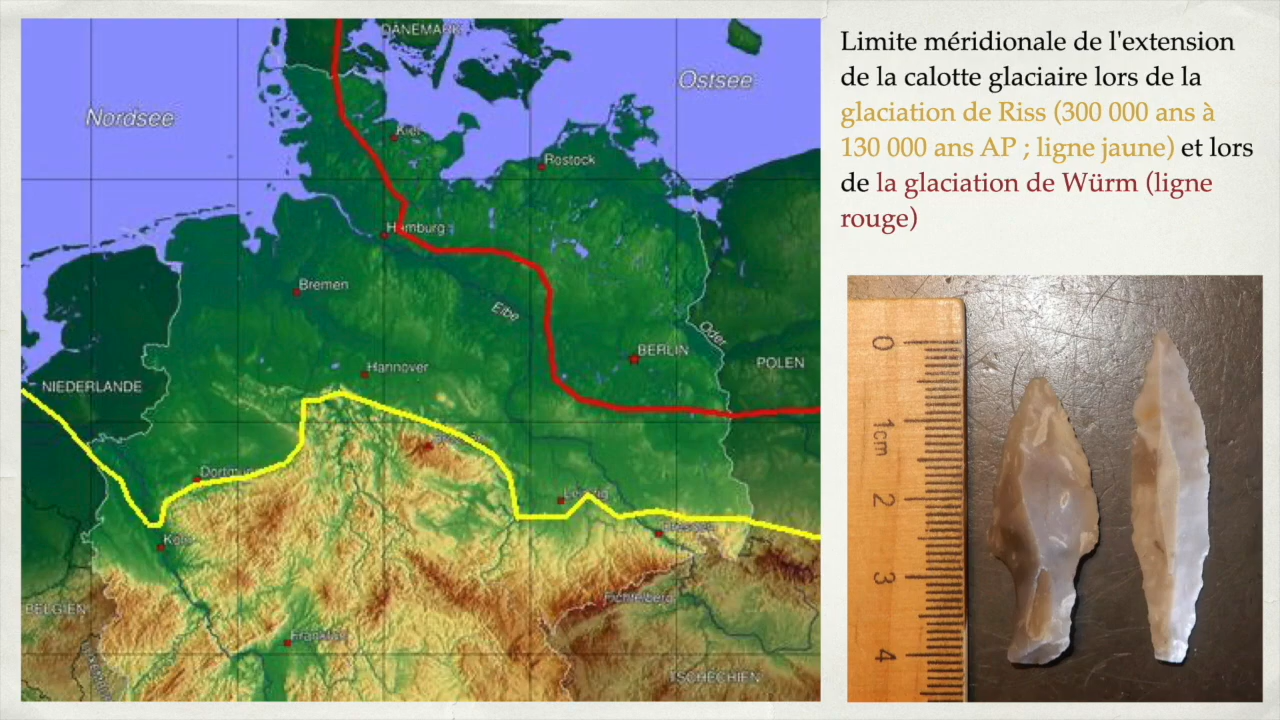 Limite méridionale de l'extension
de la calotte glaciaire lors de la
glaciation de Riss (300 000 ans à
130 000 ans AP ; ligne jaune) et lors
de la glaciation de Würm (ligne
rouge)
DÄNEMARK
Nordsee
Ostsee
Kiel
Rostock
Hamburg
Bremen
Elbe
Oder
BERLIN
POLEN
Hannover
NIEDERLANDE
Dortmund
Leipzig
Dresden
Köln
Fichtelberg
BELGIEN
Frankfurt
TSCHECHIEN
0
1cm
2
3
4